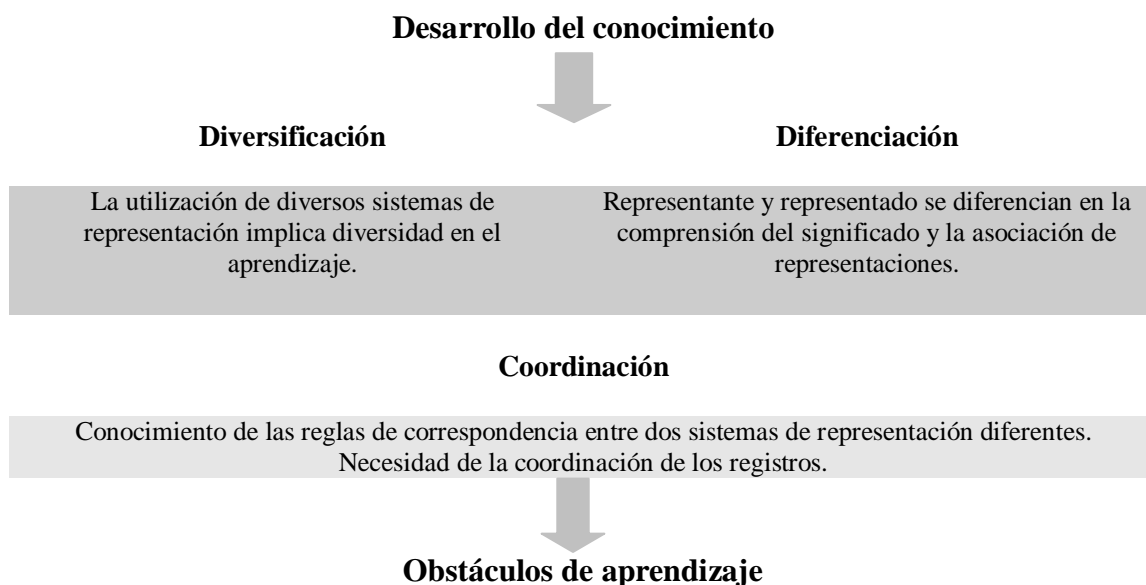 Desarrollo del conocimiento
Diversificación
Diferenciación
La utilización de diversos sistemas de
representación implica diversidad en el
aprendizaje.
Representante y representado se diferencian en la
comprensión del significado y la asociación de
representaciones.
Coordinación
Conocimiento de las reglas de correspondencia entre dos sistemas de representación diferentes.
Necesidad de la coordinación de los registros.
Obstáculos de aprendizaje